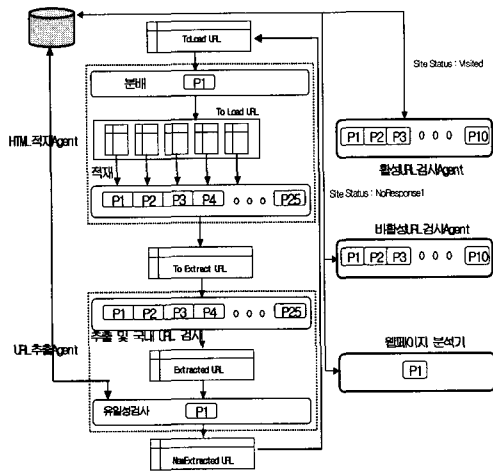 ToLoad URL
Site Status : Visited
분배
P1
To Load URL
HTML적재Agent
P1 P2 P3 o o o P10
활성URL검사Agent
적재
Site Status : NoResponse1
P1 P2 P3 P4 o o o P25
비활성URL검사Agent
P1 P2 P3 o o o P10
To Extract URL
P1 P2 P3 P4 o o o P25
추출 및 국내 URL 검사
URL추출Agent
웹페이지 분석기
Extracted URL
P1
유일성검사
P1
NewExtracted URL